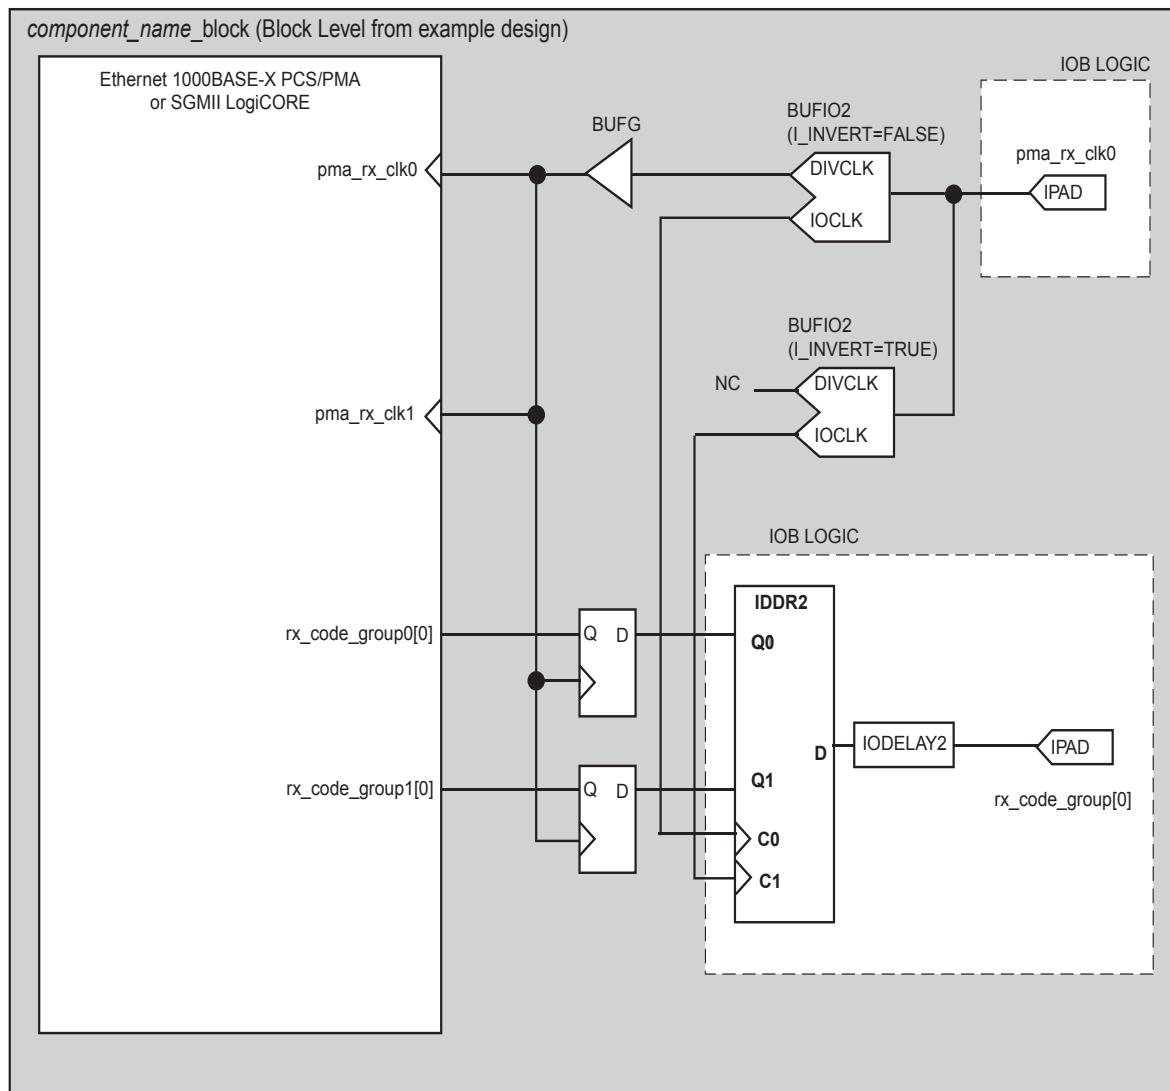 component_name_block (Block Level from example design)
Ethernet 1000BASE-X PCS/PMA
or SGMII LogiCORE
IOB LOGIC
BUFG
BUFIO2
(I_INVERT=FALSE)
pma_rx_clk0
pma_rx_clk0
DIVCLK
IPAD
IOCLK
BUFIO2
(I_INVERT=TRUE)
NC
DIVCLK
pma_rx_clk1
IOCLK
IOB LOGIC
IDDR2
rx_code_group0[0]
Q D
Q0
D
IODELAY2
IPAD
rx_code_group1[0]
Q D
Q1
rx_code_group[0]
C0
C1